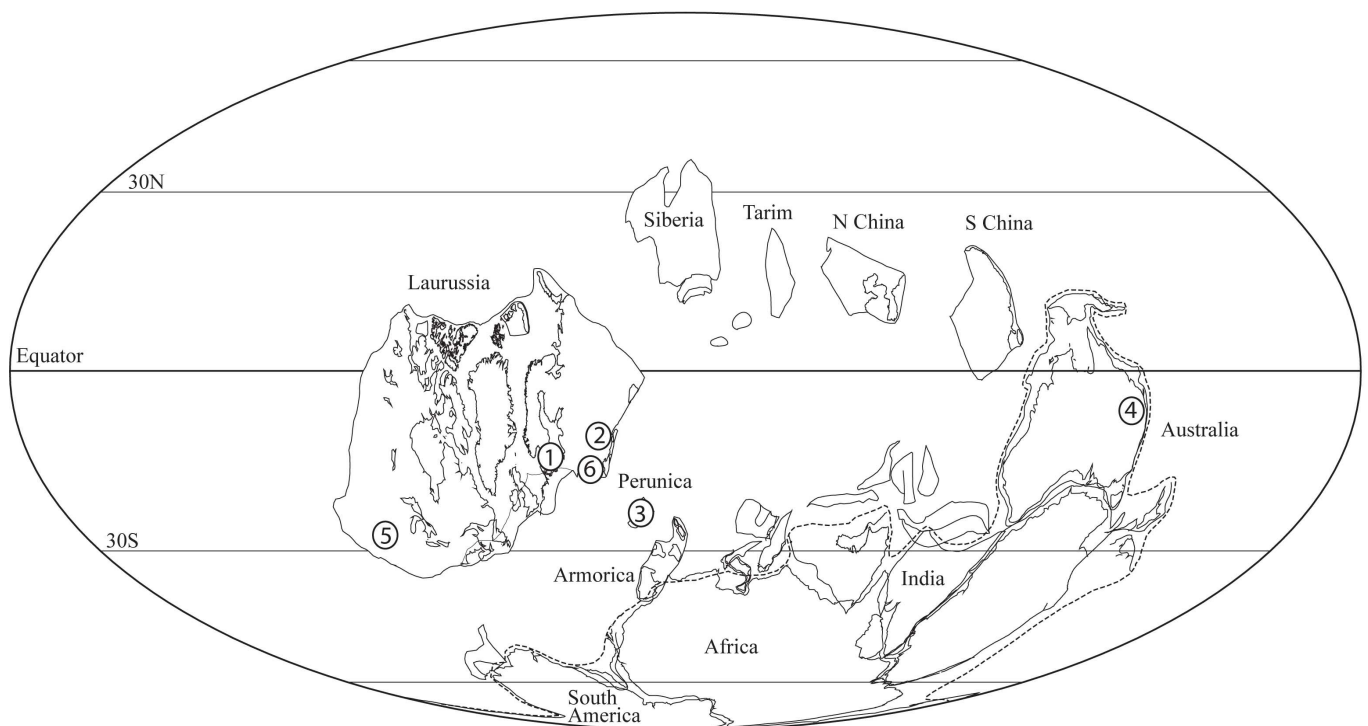 30N
Siberia
Tarim
N China
S China
Laurussia
Equator
4
Australia
2
1
6
Perunica
3
5
30S
Armorica
India
Africa
South
America